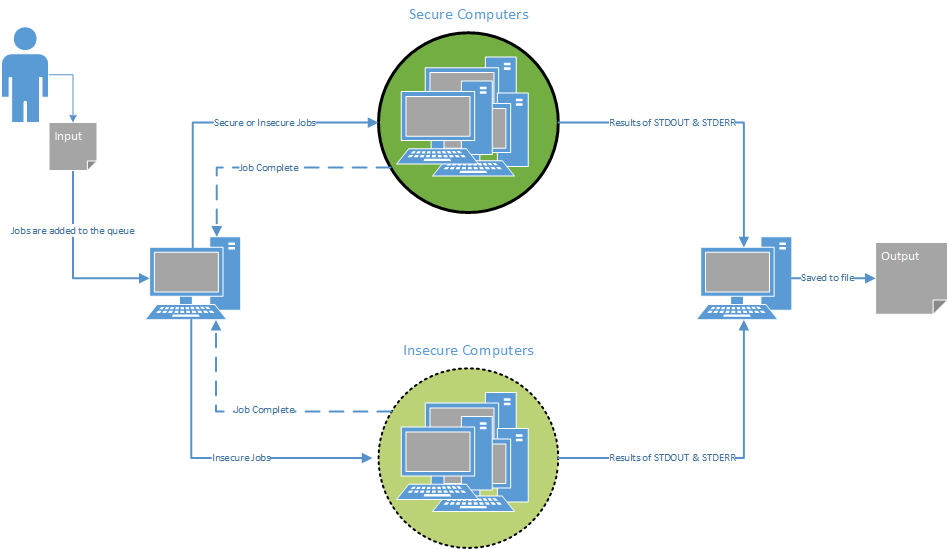 Secure Computers
Input
Secure or Insecure Jobs
Results of STDOUT & STDERR
Job Complete
Jobs are added to the queue
Output
Saved to file
Insecure Computers
Job Complete
Insecure Jobs
Results of STDOUT & STDERR